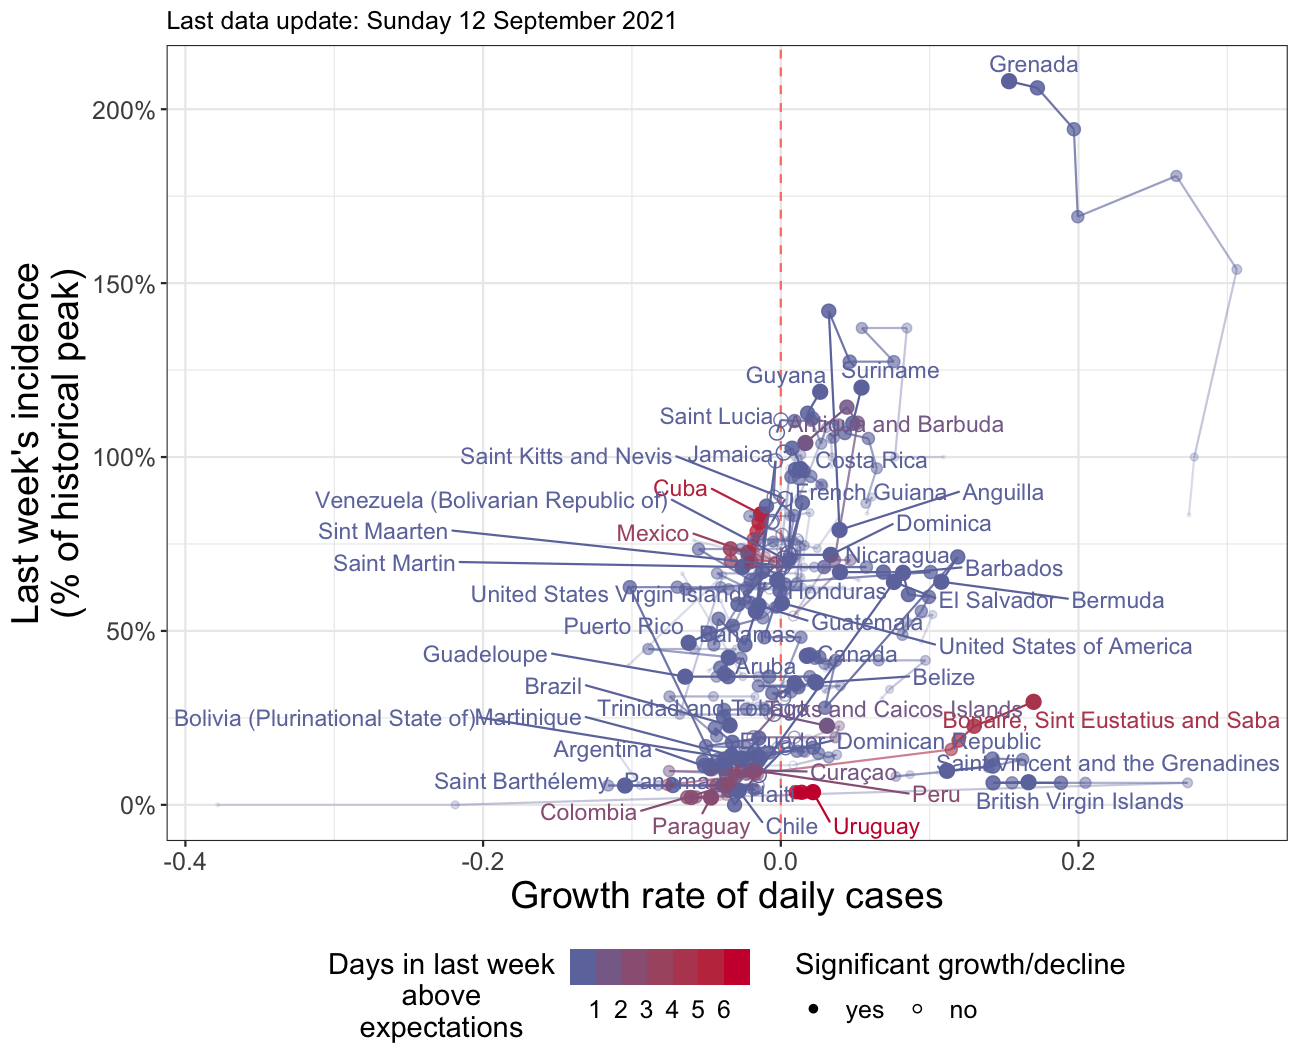 Last data update: Sunday 12 September 2021
Last week's incidence
(% of historical peak)
200%
150%
100%
50%
0%
Grenada
Guyana
Suriname
Saint Lucia
Antigua and Barbuda
Saint Kitts and Nevis
Jamaica
Costa Rica
Cuba
Venezuela (Bolivarian Republic of)
French Guiana
Anguilla
Sint Maarten
Mexico
Dominica
Saint Martin
Nicaragua
Barbados
United States Virgin Islands
Honduras
El Salvador
Bermuda
Puerto Rico
Bahamas
Guatemala
United States of America
Guadeloupe
Aruba
Canada
Brazil
Belize
Trinidad and Tobago
Turks and Caicos Islands
Bolivia (Plurinational State of)
Martinique
Bonaire, Sint Eustatius and Saba
Argentina
Ecuador
Dominican Republic
Saint Vincent and the Grenadines
Saint Barthélemy
Panama
Curaçao
Haiti
Peru
British Virgin Islands
Colombia
Paraguay
Chile
Uruguay
-0.4
-0.2
0.0
0.2
Growth rate of daily cases
Days in last week
above
expectations
1 2 3 4 5 6
Significant growth/decline
yes
no